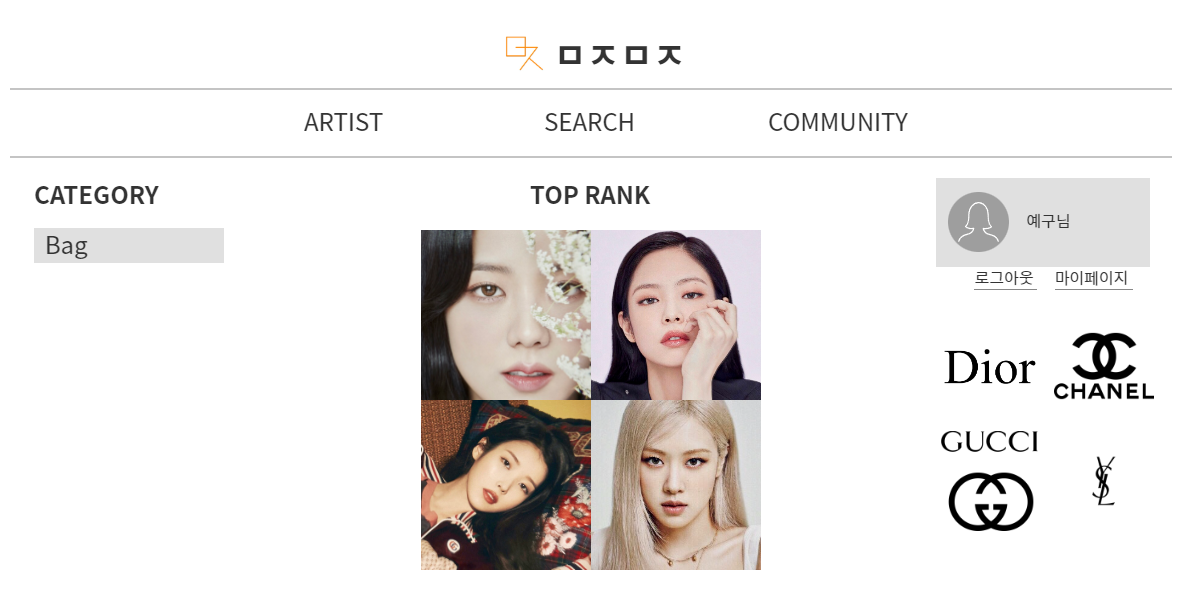 ㅁㅈㅁㅈ
ARTIST SEARCH COMMUNITY
CATEGORY
Bag
TOP RANK
예구님
로그아웃 마이페이지
Dior
CHANEL
GUCCI
YSL